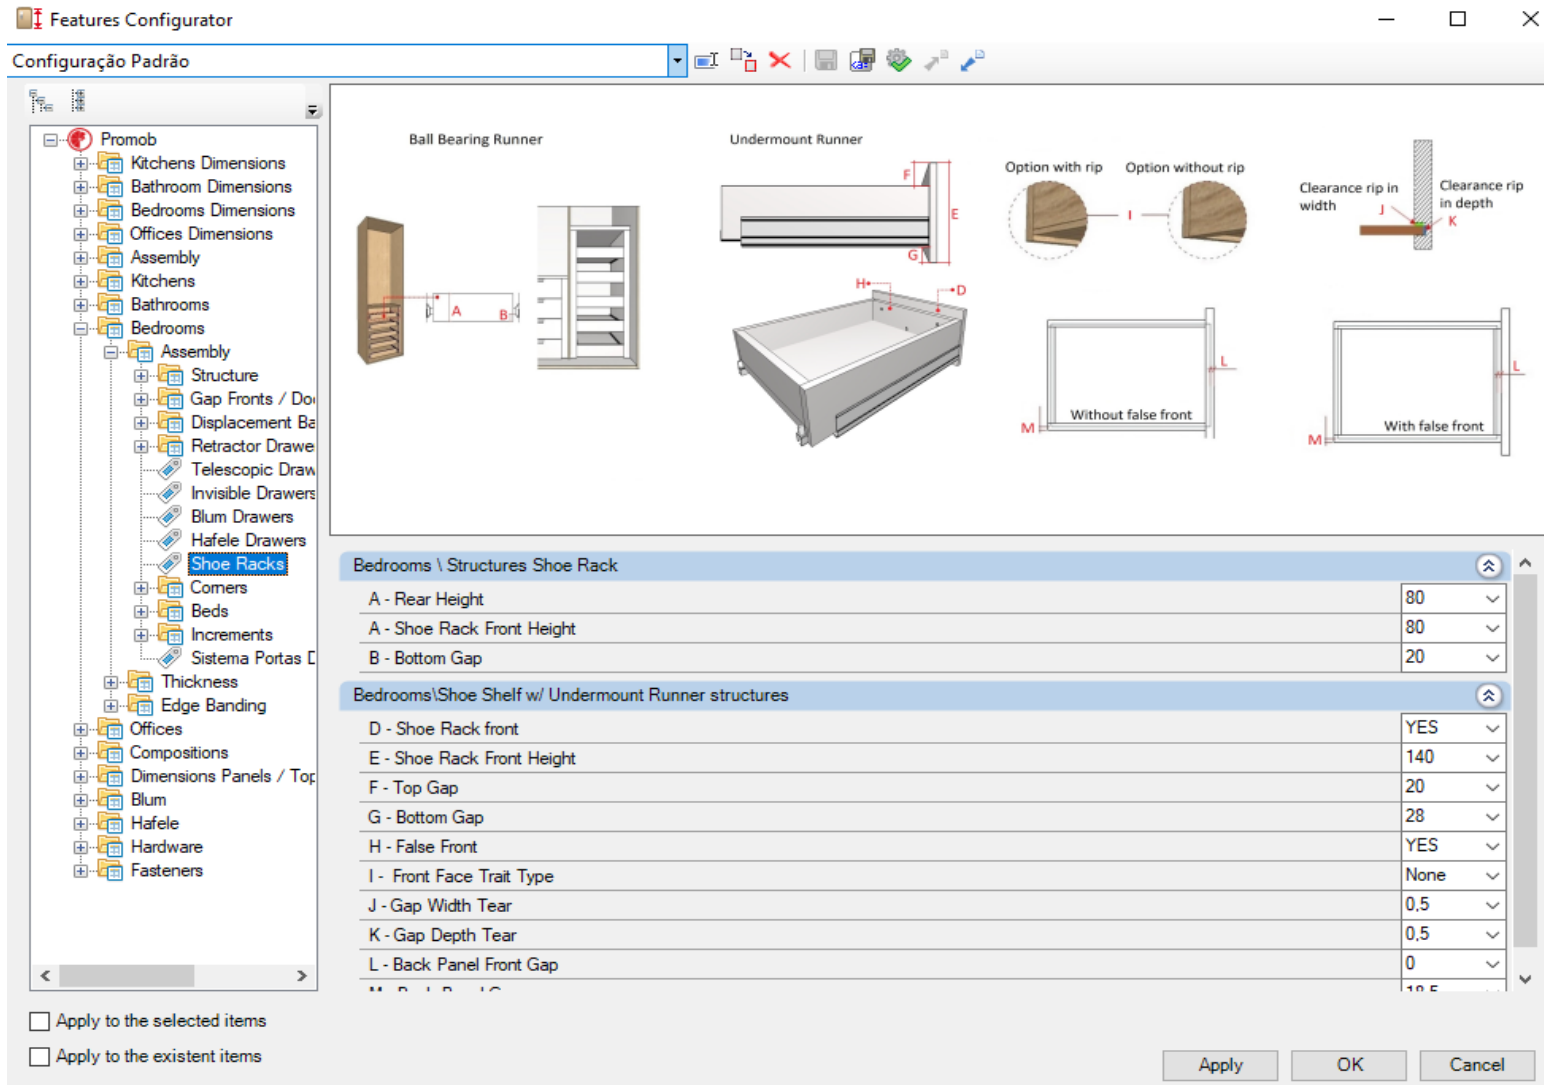 Features Configurator
Configuração Padrão
Promob
Kitchens Dimensions
Bathroom Dimensions
Bedrooms Dimensions
Offices Dimensions
Assembly
Kitchens
Bathrooms
Bedrooms
Assembly
Structure
Gap Fronts / Do
Displacement Ba
Retractor Drawe
Telescopic Draw
Invisible Drawers
Blum Drawers
Hafele Drawers
Shoe Racks
Corners
Beds
Increments
Sistema Portas D
Thickness
Edge Banding
Offices
Compositions
Dimensions Panels / Top
Blum
Hafele
Hardware
Fasteners
Apply to the selected items
Apply to the existent items
Ball Bearing Runner
A
B
Undermount Runner
F
E
G
H
D
Option with rip
Option without rip
I
Clearance rip in
width
Clearance rip
in depth
J
K
L
Without false front
M
L
With false front
M
Bedrooms \ Structures Shoe Rack
A - Rear Height 80
A - Shoe Rack Front Height 80
B - Bottom Gap 20
Bedrooms\Shoe Shelf w/ Undermount Runner structures
D - Shoe Rack front YES
E - Shoe Rack Front Height 140
F - Top Gap 20
G - Bottom Gap 28
H - False Front YES
I - Front Face Trait Type None
J - Gap Width Tear 0,5
K - Gap Depth Tear 0,5
L - Back Panel Front Gap 0
Apply
OK
Cancel